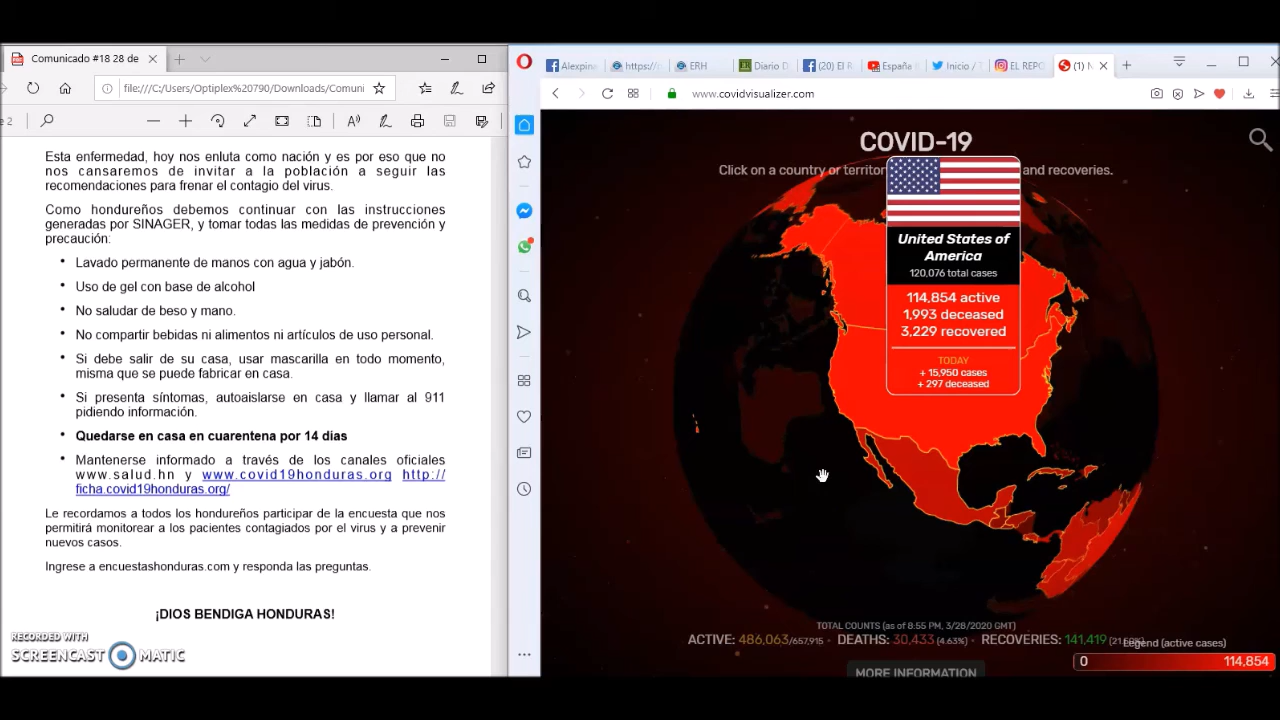 Comunicado #18 28 de
file:///C:/Users/Optiplex%20790/Downloads/Comuni
Esta enfermedad, hoy nos enluta como nación y es por eso que no
nos cansaremos de invitar a la población a seguir las
recomendaciones para frenar el contagio del virus.
Como hondureños debemos continuar con las instrucciones
generadas por SINAGER, y tomar todas las medidas de prevención y
precaución:
• Lavado permanente de manos con agua y jabón.
• Uso de gel con base de alcohol
• No saludar de beso y mano.
• No compartir bebidas ni alimentos ni artículos de uso personal.
• Si debe salir de su casa, usar mascarilla en todo momento,
misma que se puede fabricar en casa.
• Si presenta síntomas, autoaislarse en casa y llamar al 911
pidiendo información.
• Quedarse en casa en cuarentena por 14 dias
• Mantenerse informado a través de los canales oficiales
www.salud.hn y www.covid19honduras.org http://
ficha.covid19honduras.org/
Le recordamos a todos los hondureños participar de la encuesta que nos
permitirá monitorear a los pacientes contagiados por el virus y a prevenir
nuevos casos.
Ingrese a encuestashonduras.com y responda las preguntas.
¡DIOS BENDIGA HONDURAS!
RECORDED WITH
SCREENCAST MATIC
Alexpine https:// ERH Diario D (20) El R España Inicio / EL REPO (1)
www.covidvisualizer.com
COVID-19
Click on a country or and recoveries.
United States of
America
120,076 total cases
114,854 active
1,993 deceased
3,229 recovered
TODAY
+ 15,950 cases
+ 297 deceased
TOTAL COUNTS (as of 8:55 PM, 3/28/2020 GMT)
ACTIVE: 486,063/657,915 · DEATHS: 30,433 (4.63%) · RECOVERIES: 141,419
Legend (active cases)
0 114,854
MORE INFORMATION